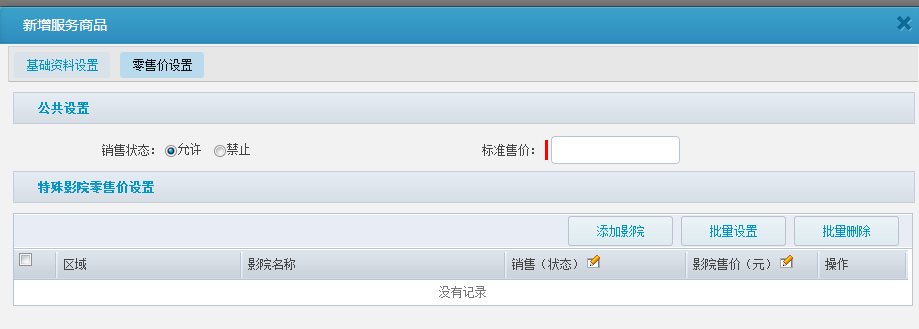 新增服务商品
基础资料设置 零售价设置
公共设置
销售状态： 允许 禁止 标准售价：
特殊影院零售价设置
添加影院 批量设置 批量删除
区域 影院名称 销售（状态） 影院售价（元） 操作
没有记录